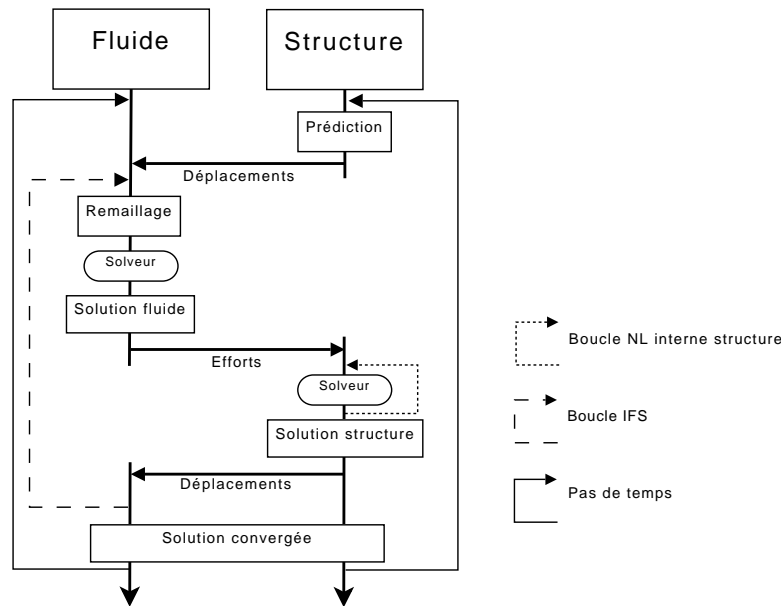 Fluide
Structure
Prédiction
Déplacements
Remaillage
Solveur
Solution fluide
Efforts
Solveur
Solution structure
Déplacements
Solution convergée
Boucle NL interne structure
Boucle IFS
Pas de temps